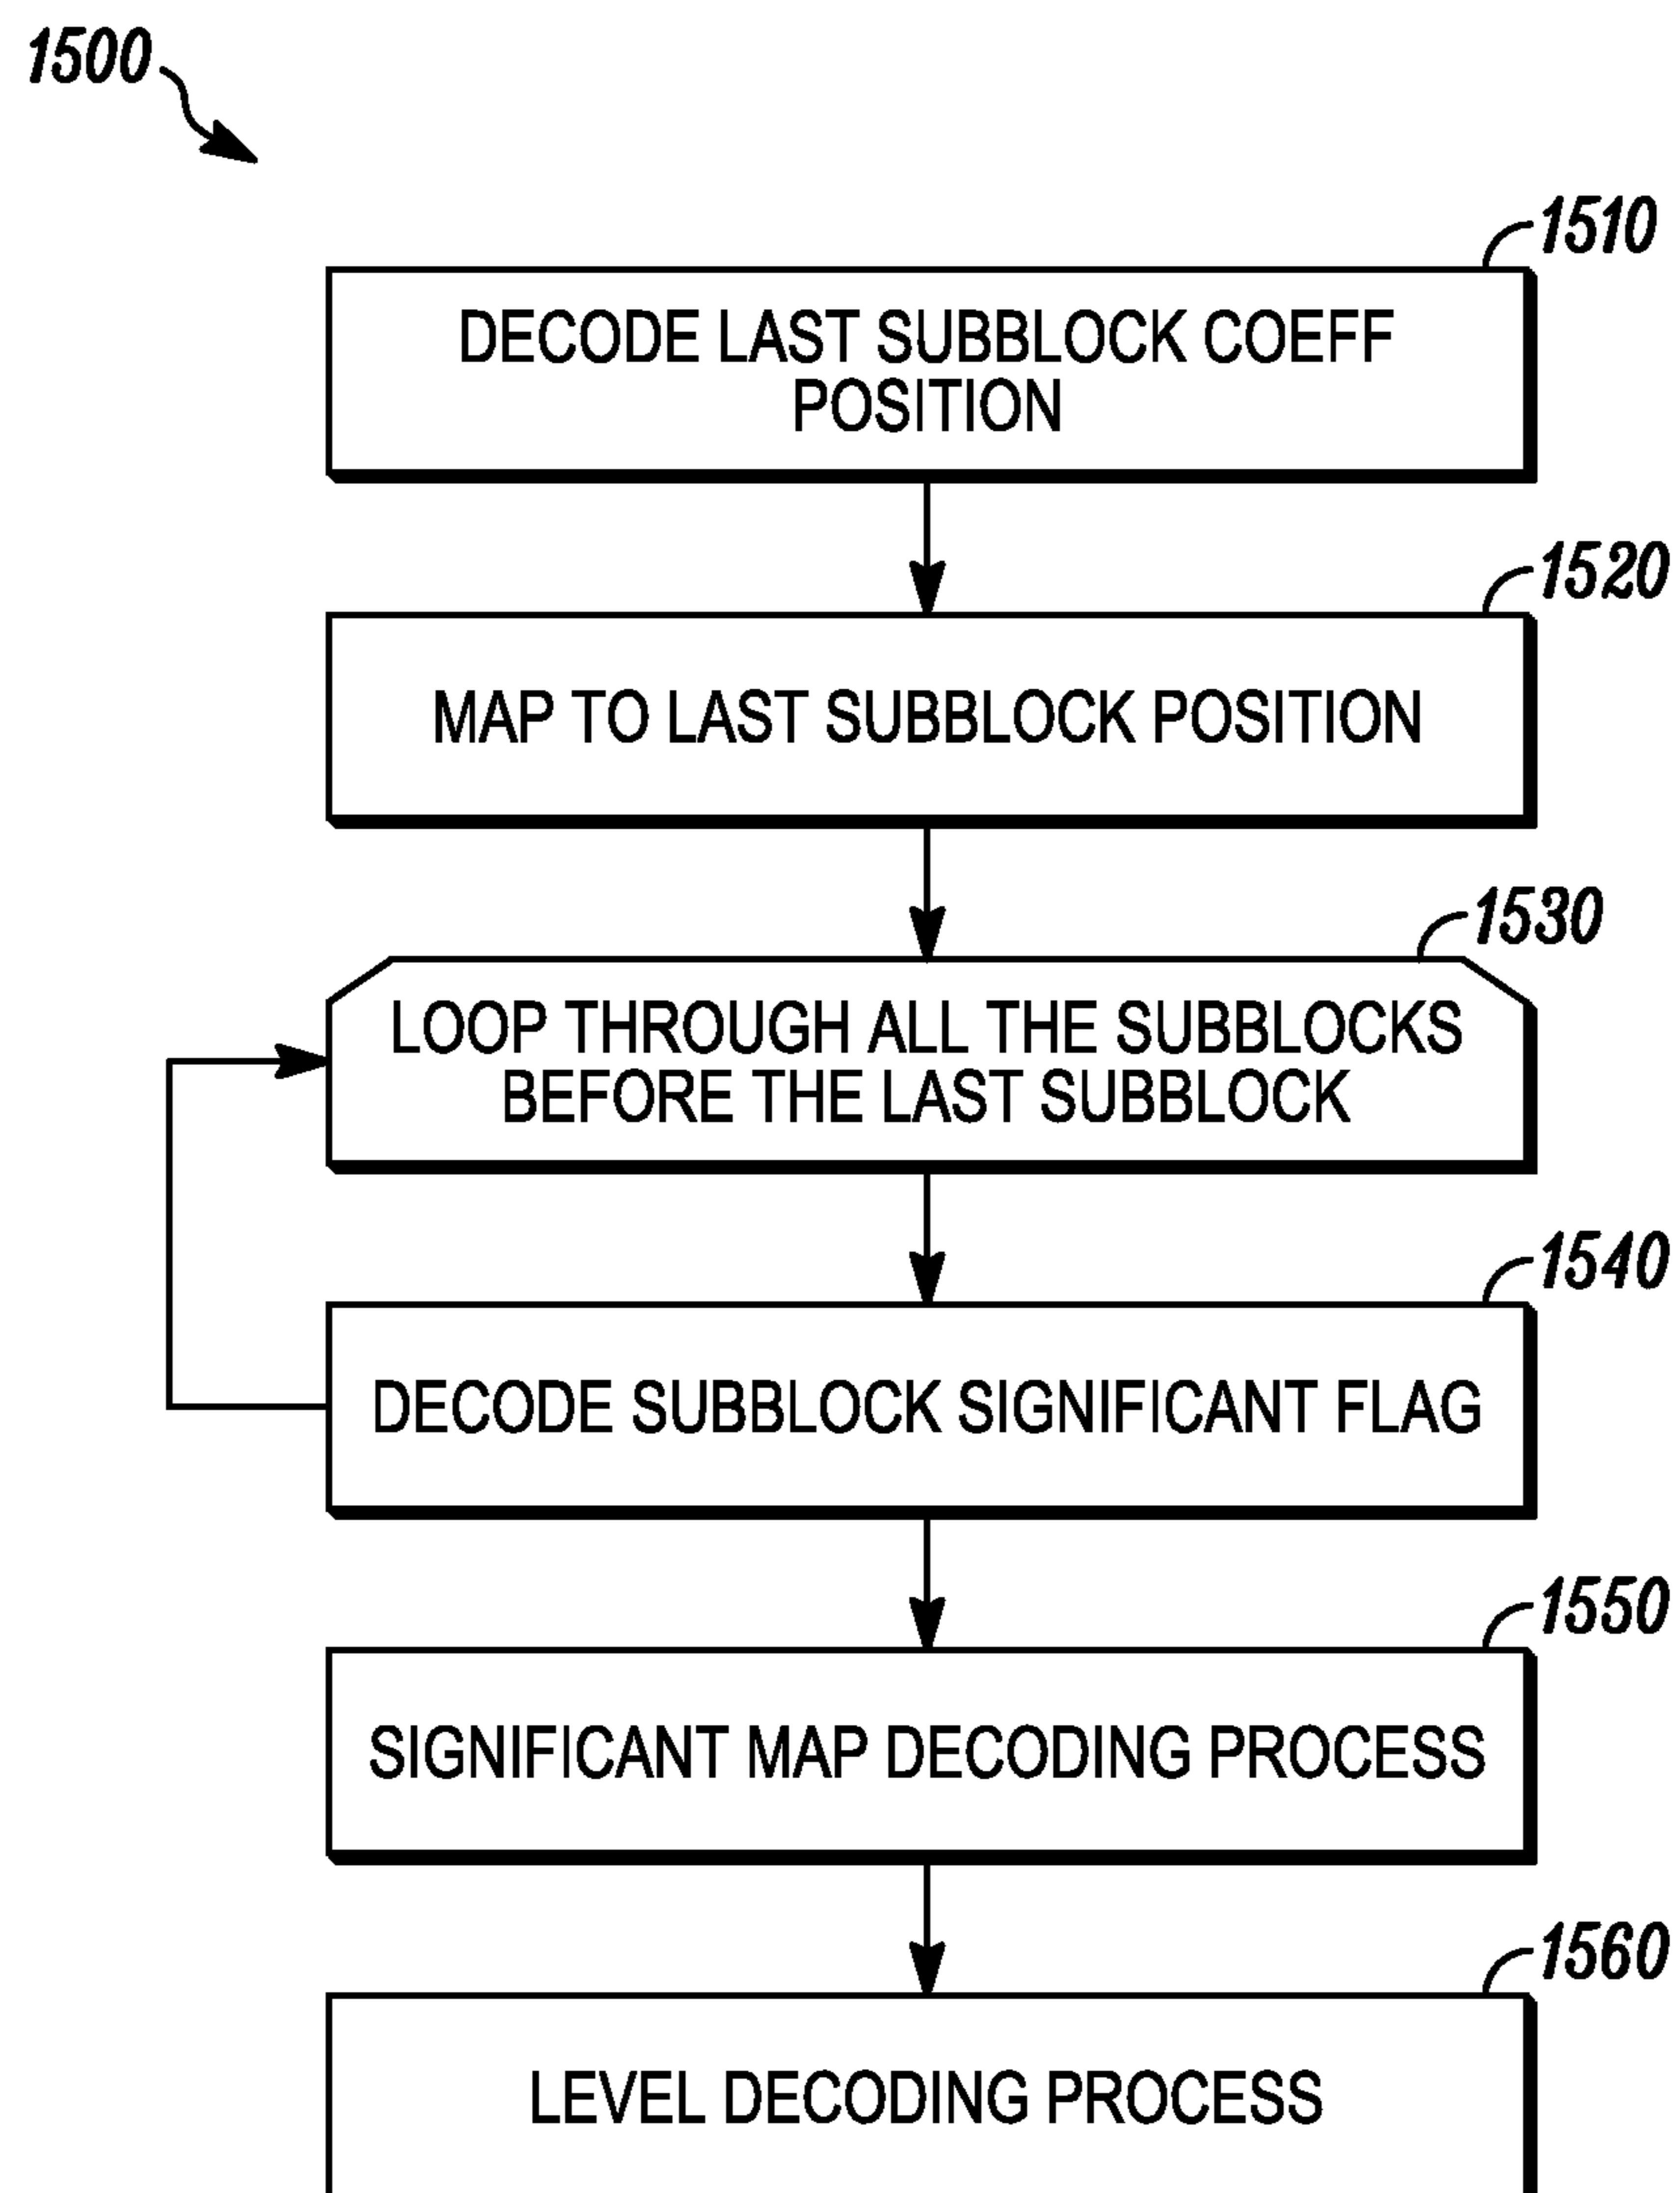 1500
1510
DECODE LAST SUBBLOCK COEFF
POSITION
1520
MAP TO LAST SUBBLOCK POSITION
1530
LOOP THROUGH ALL THE SUBBLOCKS
BEFORE THE LAST SUBBLOCK
1540
DECODE SUBBLOCK SIGNIFICANT FLAG
1550
SIGNIFICANT MAP DECODING PROCESS
1560
LEVEL DECODING PROCESS